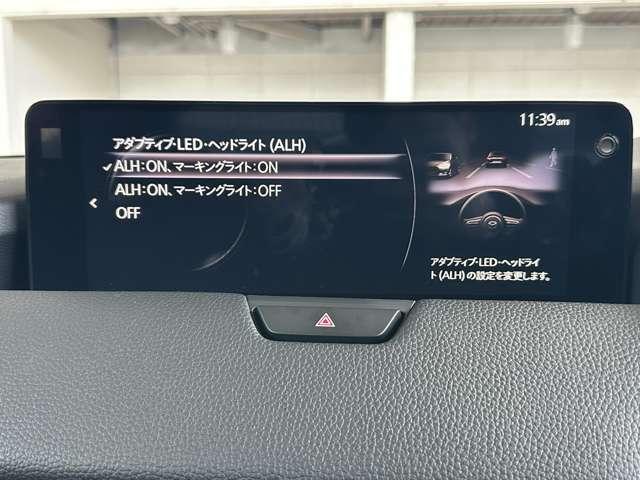 11:39am
アダプティブ・LED・ヘッドライト (ALH)
ALH:ON、マーキングライト:ON
ALH:ON、マーキングライト:OFF
OFF
アダプティブ・LED・ヘッドライ
ト(ALH)の設定を変更します。